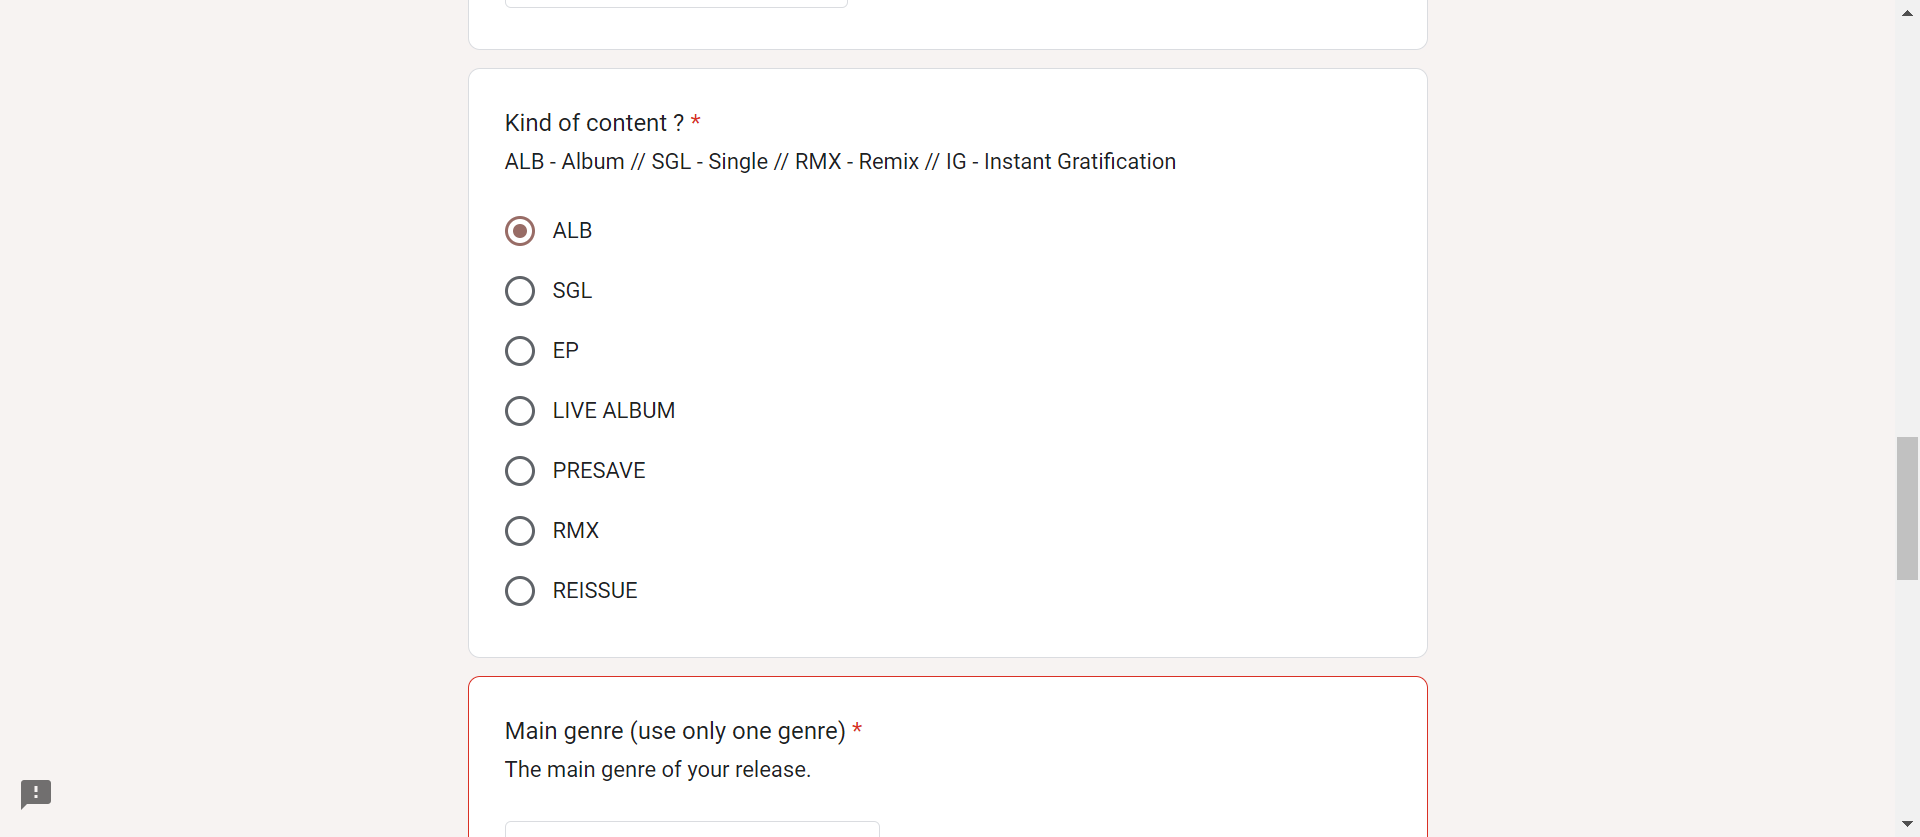 Kind of content ? *
ALB - Album // SGL - Single // RMX - Remix // IG - Instant Gratification
ALB
SGL
EP
LIVE ALBUM
PRESAVE
RMX
REISSUE
Main genre (use only one genre) *
The main genre of your release.